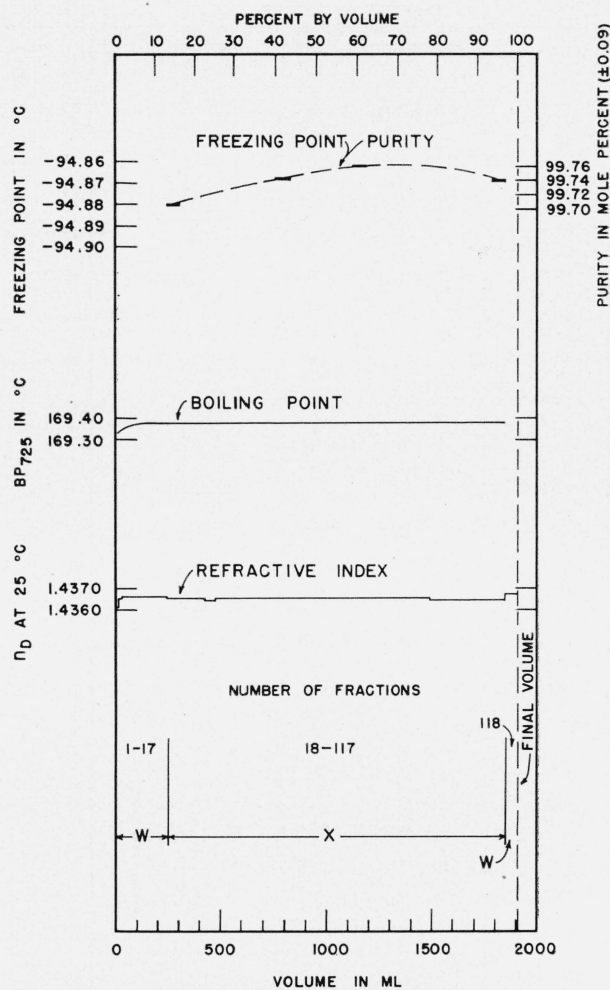 PERCENT BY VOLUME
0 10 20 30 40 50 60 70 80 90 100
FREEZING POINT IN °C
-94.86
-94.87
-94.88
-94.89
-94.90
FREEZING POINT, PURITY
99.76
99.74
99.72
99.70
PURITY IN MOLE PERCENT (±0.09)
BP725 IN °C
169.40
169.30
BOILING POINT
nD AT 25 °C
1.4370
1.4360
REFRACTIVE INDEX
NUMBER OF FRACTIONS
1-17
18-117
118
FINAL VOLUME
W
X
W
0 500 1000 1500 2000
VOLUME IN ML